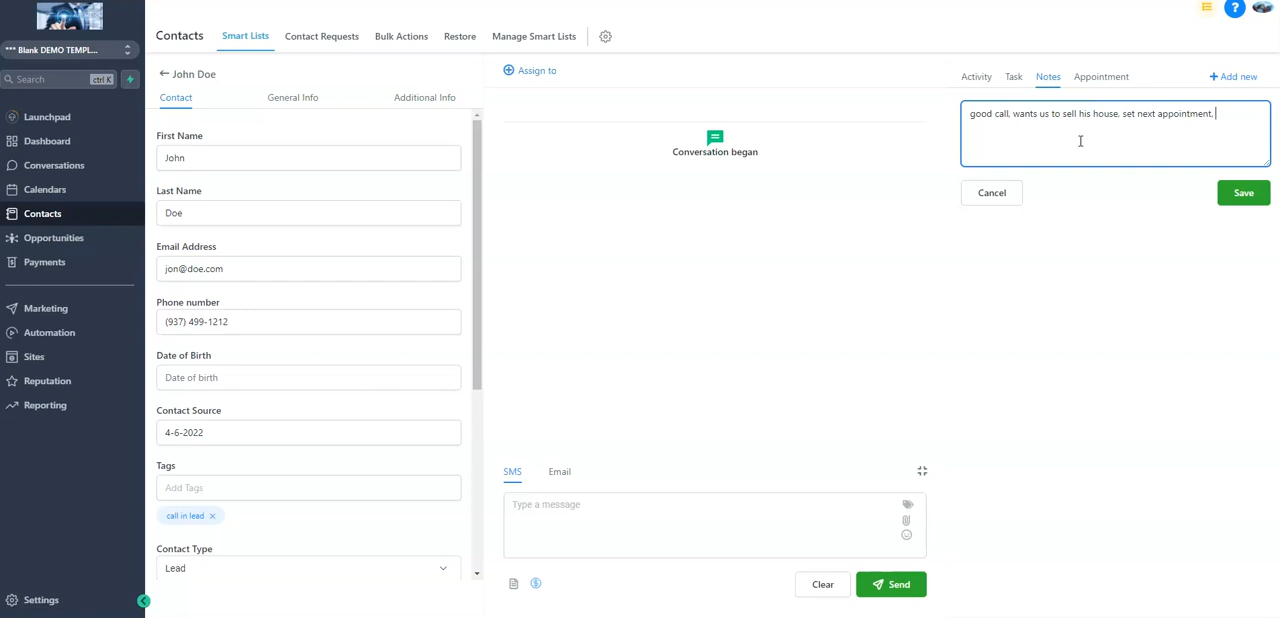 *** Blank DEMO TEMPL...
Search
ctrl K
Launchpad
Dashboard
Conversations
Calendars
Contacts
Opportunities
Payments
Marketing
Automation
Sites
Reputation
Reporting
Settings
Contacts
Smart Lists
Contact Requests
Bulk Actions
Restore
Manage Smart Lists
?
John Doe
Contact
General Info
Additional Info
First Name
John
Last Name
Doe
Email Address
jon@doe.com
Phone number
(937) 499-1212
Date of Birth
Date of birth
Contact Source
4-6-2022
Tags
Add Tags
call in lead
Contact Type
Lead
Assign to
Conversation began
SMS
Email
Type a message
Clear
Send
Activity
Task
Notes
Appointment
+ Add new
good call, wants us to sell his house, set next appointment,
Cancel
Save